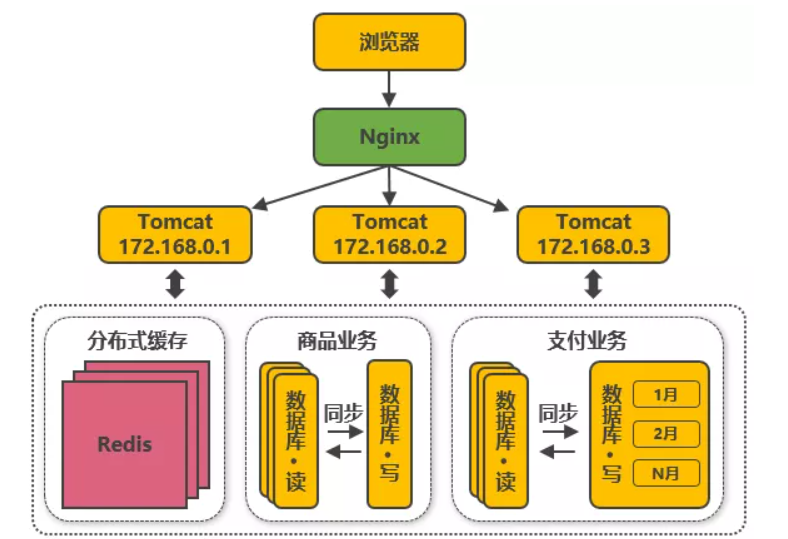 浏览器
Nginx
Tomcat
172.168.0.1
Tomcat
172.168.0.2
Tomcat
172.168.0.3
分布式缓存
商品业务
支付业务
Redis
数据库·读
同步
数据库·写
数据库·读
同步
数据库·写
1月
2月
N月